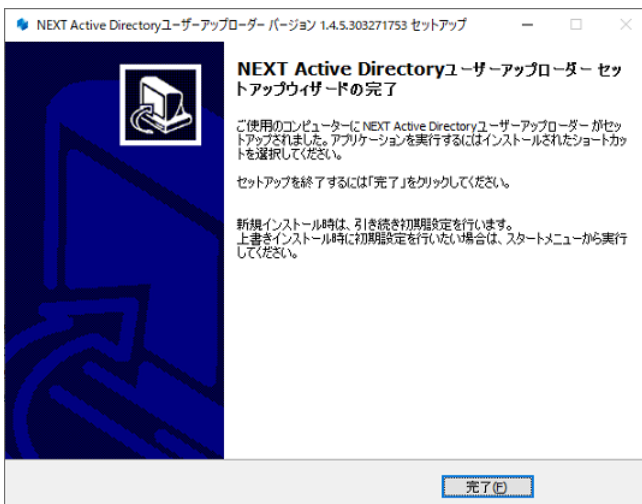 NEXT Active Directoryユーザーアップローダー バージョン 1.4.5.303271753 セットアップ
NEXT Active Directoryユーザーアップローダー セッ
トアップウィザードの完了
ご使用のコンピューターに NEXT Active Directoryユーザーアップローダー がセッ
トアップされました。アプリケーションを実行するにはインストールされたショートカッ
トを選択してください。
セットアップを終了するには「完了」をクリックしてください。
新規インストール時は、引き続き初期設定を行います。
上書きインストール時に初期設定を行いたい場合は、スタートメニューから実行
してください。
完了(F)